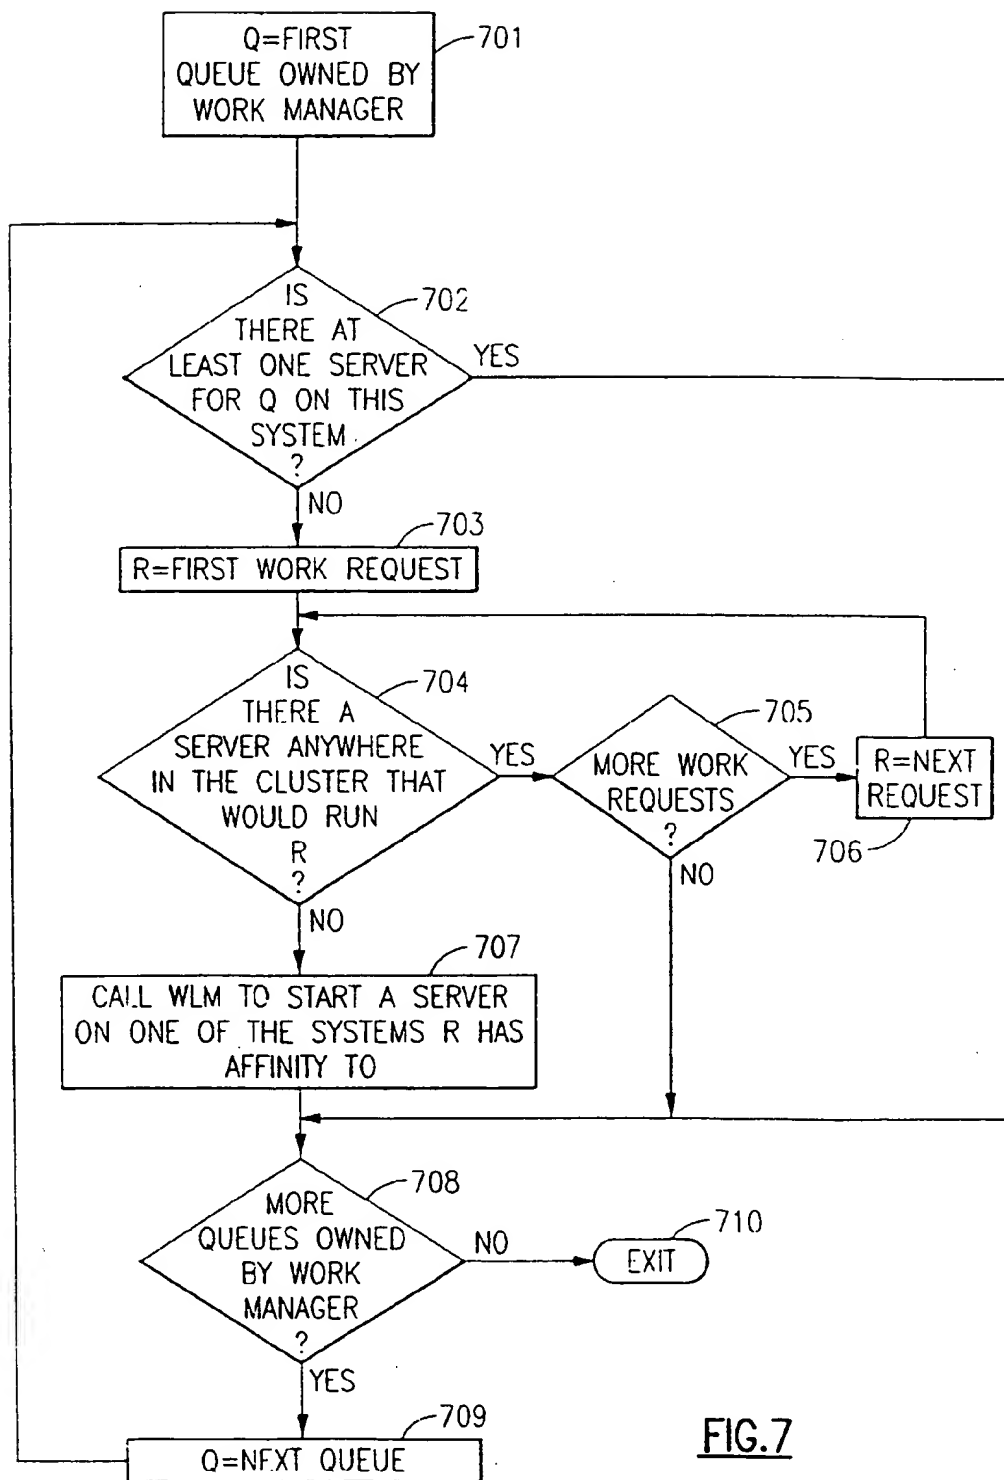 Q=FIRST
QUEUE OWNED BY
WORK MANAGER
701
IS
THERE AT
LEAST ONE SERVER
FOR Q ON THIS
SYSTEM
?
702
YES
NO
703
R=FIRST WORK REQUEST
IS
THERE A
SERVER ANYWHERE
IN THE CLUSTER THAT
WOULD RUN
R
?
704
YES
NO
705
MORE WORK
REQUESTS
?
YES
NO
R=NEXT
REQUEST
706
707
CALL WLM TO START A SERVER
ON ONE OF THE SYSTEMS R HAS
AFFINITY TO
708
MORE
QUEUES OWNED
BY WORK
MANAGER
?
NO
710
EXIT
YES
709
Q=NEXT QUEUE
FIG.7